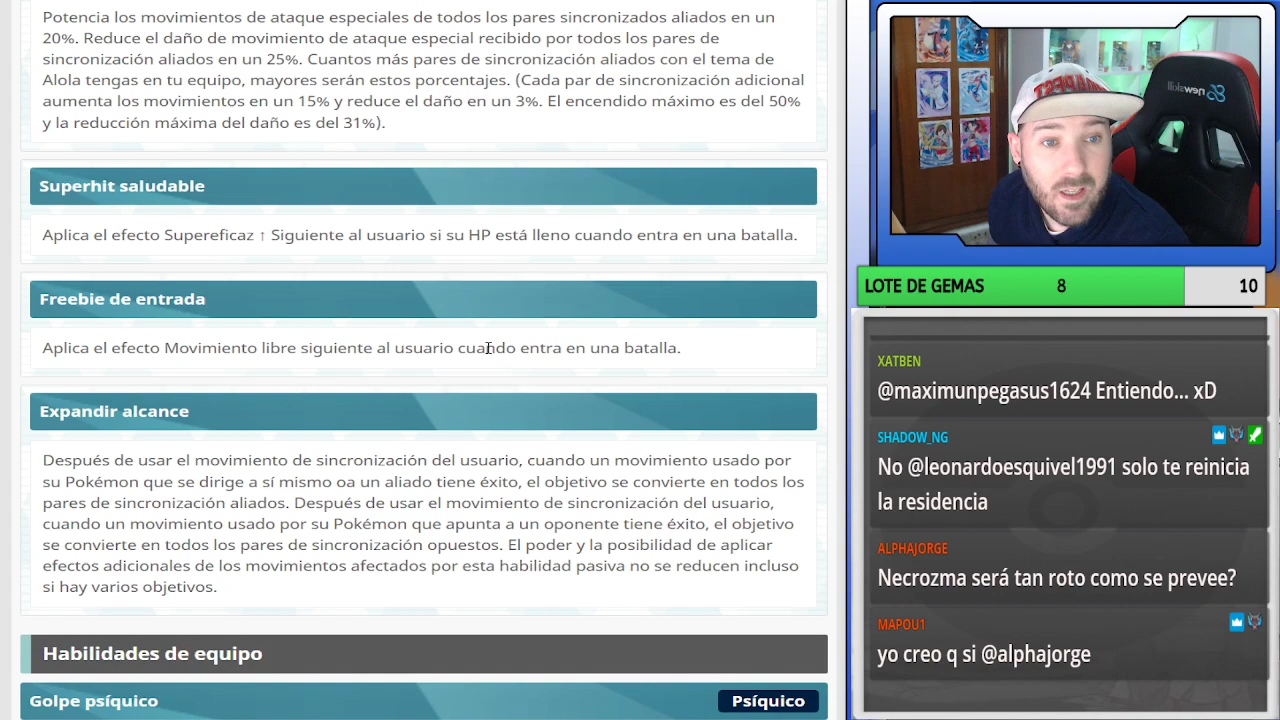 Potencia los movimientos de ataque especiales de todos los pares sincronizados aliados en un
20%. Reduce el daño de movimiento de ataque especial recibido por todos los pares de
sincronización aliados en un 25%. Cuantos más pares de sincronización aliados con el tema de
Alola tengas en tu equipo, mayores serán estos porcentajes. (Cada par de sincronización adicional
aumenta los movimientos en un 15% y reduce el daño en un 3%. El encendido máximo es del 50%
y la reducción máxima del daño es del 31%).
Superhit saludable
Aplica el efecto Supereficaz ↑ Siguiente al usuario si su HP está lleno cuando entra en una batalla.
Freebie de entrada
Aplica el efecto Movimiento libre siguiente al usuario cuando entra en una batalla.
Expandir alcance
Después de usar el movimiento de sincronización del usuario, cuando un movimiento usado por
su Pokémon que se dirige a sí mismo oa un aliado tiene éxito, el objetivo se convierte en todos los
pares de sincronización aliados. Después de usar el movimiento de sincronización del usuario,
cuando un movimiento usado por su Pokémon que apunta a un oponente tiene éxito, el objetivo
se convierte en todos los pares de sincronización opuestos. El poder y la posibilidad de aplicar
efectos adicionales de los movimientos afectados por esta habilidad pasiva no se reducen incluso
si hay varios objetivos.
Habilidades de equipo
Golpe psíquico
Psíquico
newskill
LOTE DE GEMAS 8 10
XATBEN
@maximunpegasus1624 Entiendo... xD
SHADOW_NG
No @leonardoesquivel1991 solo te reinicia
la residencia
ALPHAJORGE
Necrozma será tan roto como se prevee?
MAPOU1
yo creo q si @alphajorge